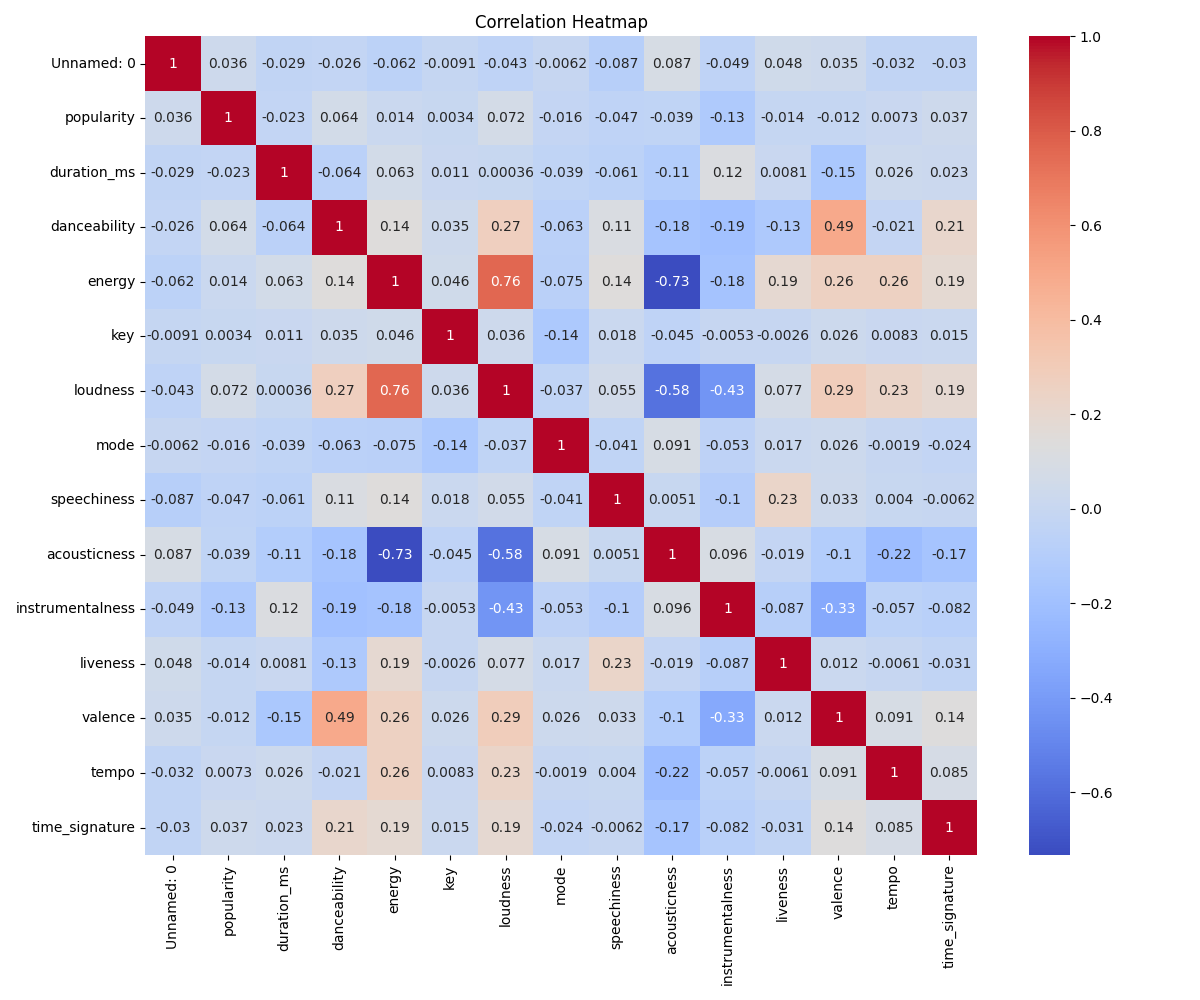 Correlation Heatmap
Unnamed: 0 1 0.036 -0.029 -0.026 -0.062 -0.0091 -0.043 -0.0062 -0.087 0.087 -0.049 0.048 0.035 -0.032 -0.03
popularity 0.036 1 -0.023 0.064 0.014 0.0034 0.072 -0.016 -0.047 -0.039 -0.13 -0.014 -0.012 0.0073 0.037
duration_ms -0.029 -0.023 1 -0.064 0.063 0.011 0.00036 -0.039 -0.061 -0.11 0.12 0.0081 -0.15 0.026 0.023
danceability -0.026 0.064 -0.064 1 0.14 0.035 0.27 -0.063 0.11 -0.18 -0.19 -0.13 0.49 -0.021 0.21
energy -0.062 0.014 0.063 0.14 1 0.046 0.76 -0.075 0.14 -0.73 -0.18 0.19 0.26 0.26 0.19
key -0.0091 0.0034 0.011 0.035 0.046 1 0.036 -0.14 0.018 -0.045 -0.0053 -0.0026 0.026 0.0083 0.015
loudness -0.043 0.072 0.00036 0.27 0.76 0.036 1 -0.037 0.055 -0.58 -0.43 0.077 0.29 0.23 0.19
mode -0.0062 -0.016 -0.039 -0.063 -0.075 -0.14 -0.037 1 -0.041 0.091 -0.053 0.017 0.026 -0.0019 -0.024
speechiness -0.087 -0.047 -0.061 0.11 0.14 0.018 0.055 -0.041 1 0.0051 -0.1 0.23 0.033 0.004 -0.0062
acousticness 0.087 -0.039 -0.11 -0.18 -0.73 -0.045 -0.58 0.091 0.0051 1 0.096 -0.019 -0.1 -0.22 -0.17
instrumentalness -0.049 -0.13 0.12 -0.19 -0.18 -0.0053 -0.43 -0.053 -0.1 0.096 1 -0.087 -0.33 -0.057 -0.082
liveness 0.048 -0.014 0.0081 -0.13 0.19 -0.0026 0.077 0.017 0.23 -0.019 -0.087 1 0.012 -0.0061 -0.031
valence 0.035 -0.012 -0.15 0.49 0.26 0.026 0.29 0.026 0.033 -0.1 -0.33 0.012 1 0.091 0.14
tempo -0.032 0.0073 0.026 -0.021 0.26 0.0083 0.23 -0.0019 0.004 -0.22 -0.057 -0.0061 0.091 1 0.085
time_signature -0.03 0.037 0.023 0.21 0.19 0.015 0.19 -0.024 -0.0062 -0.17 -0.082 -0.031 0.14 0.085 1
Unnamed: 0
popularity
duration_ms
danceability
energy
key
loudness
mode
speechiness
acousticness
instrumentalness
liveness
valence
tempo
time_signature
1.0
0.8
0.6
0.4
0.2
0.0
−0.2
−0.4
−0.6